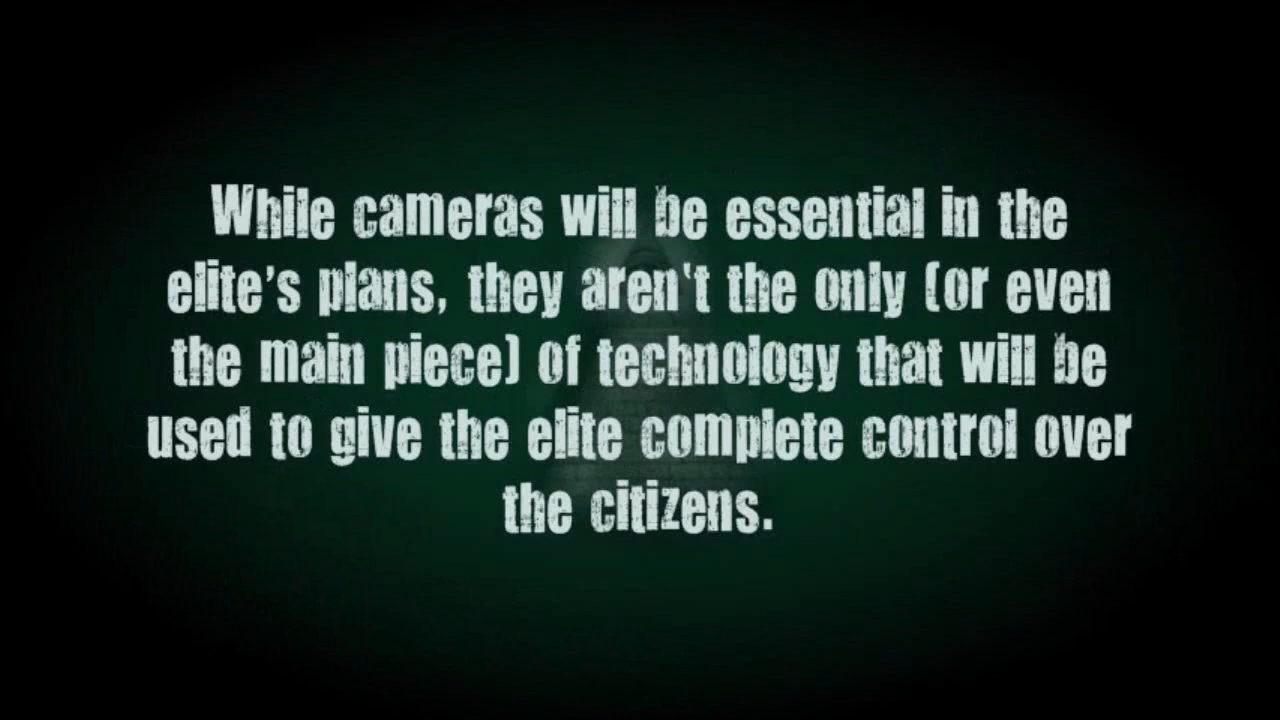 While cameras will be essential in the
elite's plans, they aren't the only (or even
the main piece) of technology that will be
used to give the elite complete control over
the citizens.